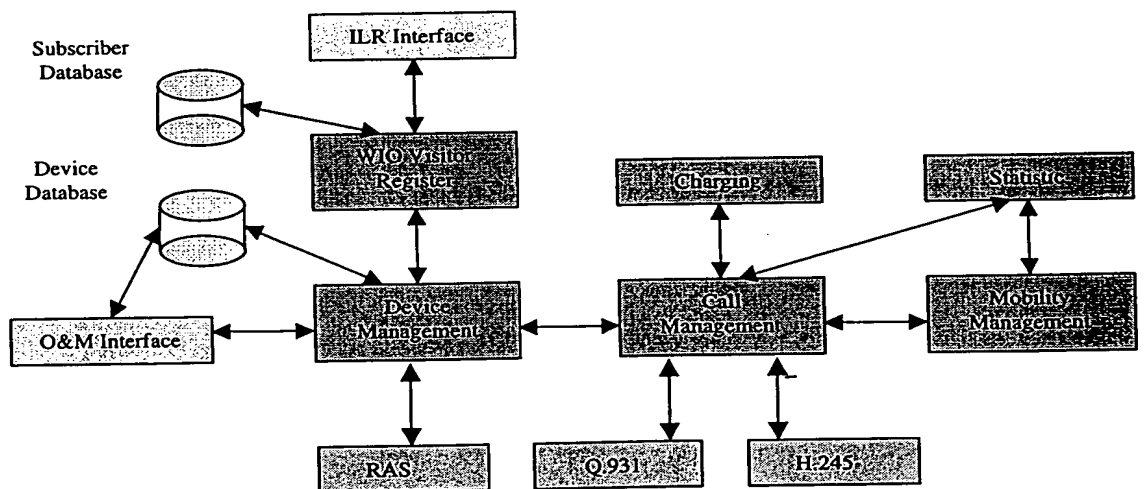 Subscriber
Database
ILR Interface
WIO Visitor
Register
Device
Database
Charging
Statistic
Device
Management
Call
Management
Mobility
Management
O&M Interface
RAS
Q.931
H.245